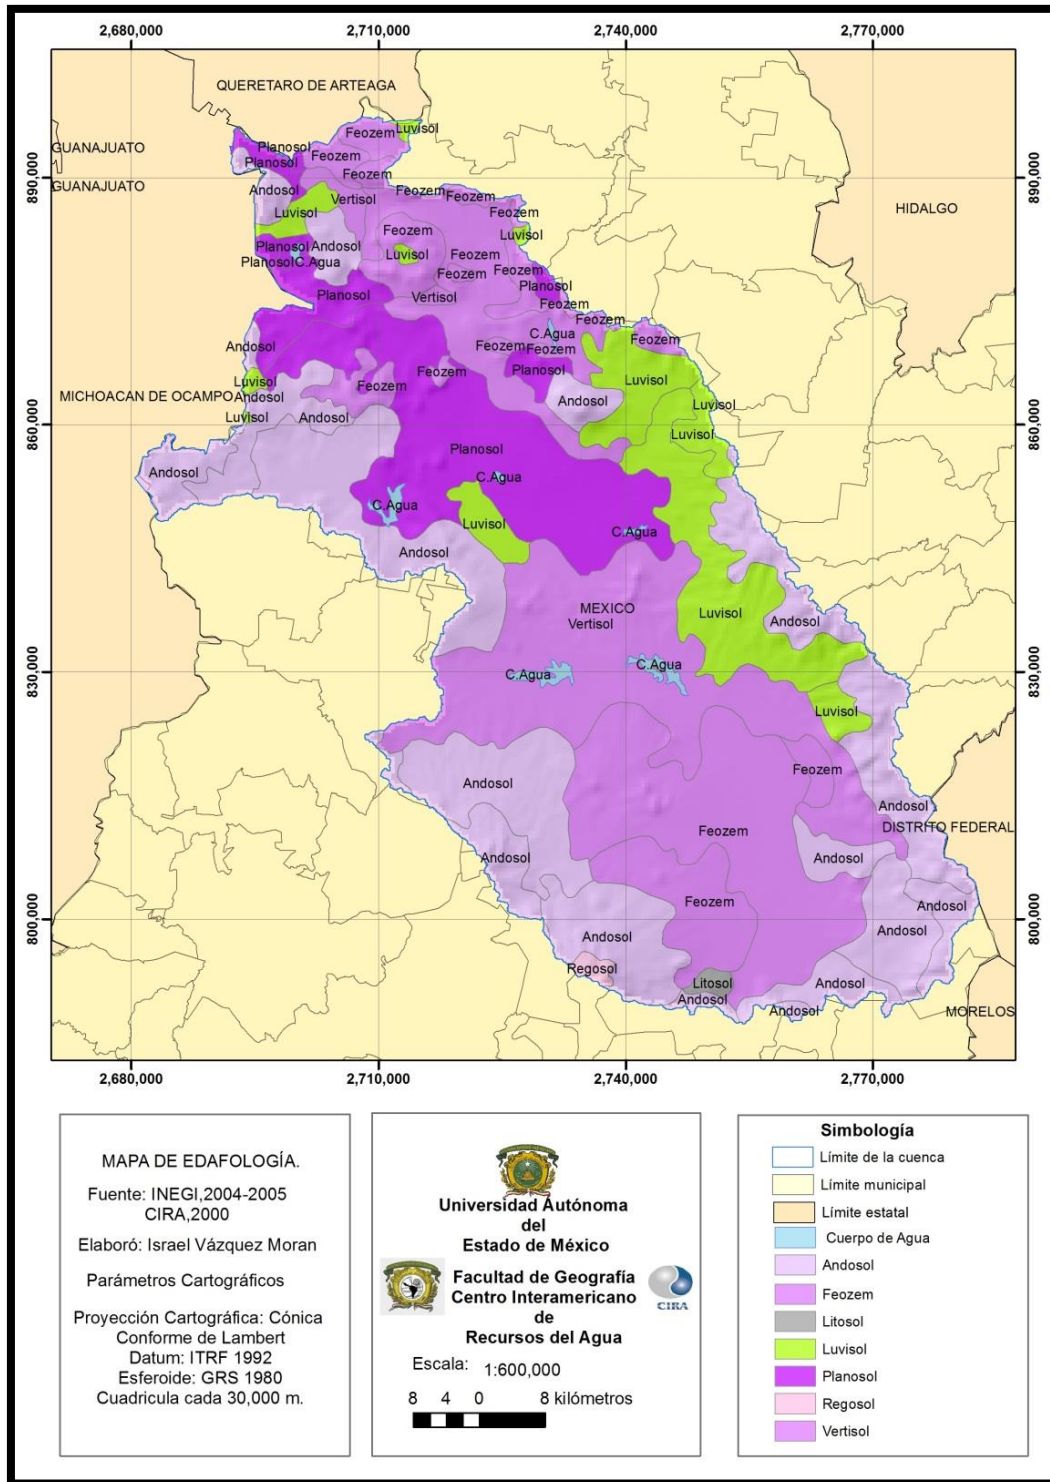 2,680,000
2,710,000
2,740,000
2,770,000
QUERETARO DE ARTEAGA
Luvisol
Feozem
GUANAJUATO
Planosol
890,000
890,000
Feozem
Planosol
Feozem
GUANAJUATO
Andosol
Feozem
Feozem
Vertisol
HIDALGO
Luvisol
Feozem
Feozem
Luvisol
Planosol
Andosol
Luvisol
Feozem
Planosol
C.Agua
Feozem
Feozem
Planosol
Planosol
Vertisol
Feozem
Feozem
C.Agua
Feozem
Andosol
Feozem
Feozem
Planosol
Luvisol
Feozem
Feozem
Luvisol
MICHOACAN DE OCAMPO
Andosol
Andosol
Luvisol
Luvisol
Andosol
860,000
860,000
Luvisol
Planosol
Andosol
C.Agua
C.Agua
Luvisol
C.Agua
Andosol
MEXICO
Luvisol
Vertisol
Andosol
C.Agua
830,000
830,000
C.Agua
Luvisol
Feozem
Andosol
Andosol
Feozem
DISTRITO FEDERAL
Andosol
Andosol
Feozem
Andosol
800,000
800,000
Andosol
Andosol
Regosol
Litosol
Andosol
Andosol
Andosol
MORELOS
2,680,000
2,710,000
2,740,000
2,770,000
MAPA DE EDAFOLOGÍA.
Fuente: INEGI,2004-2005
CIRA,2000
Elaboró: Israel Vázquez Moran
Parámetros Cartográficos
Proyección Cartográfica: Cónica
Conforme de Lambert
Datum: ITRF 1992
Esferoide: GRS 1980
Cuadricula cada 30,000 m.
Universidad Autónoma
del
Estado de México
Facultad de Geografía
Centro Interamericano
de
Recursos del Agua
CIRA
Escala: 1:600,000
8 4 0 8 kilómetros
Simbología
Límite de la cuenca
Límite municipal
Límite estatal
Cuerpo de Agua
Andosol
Feozem
Litosol
Luvisol
Planosol
Regosol
Vertisol